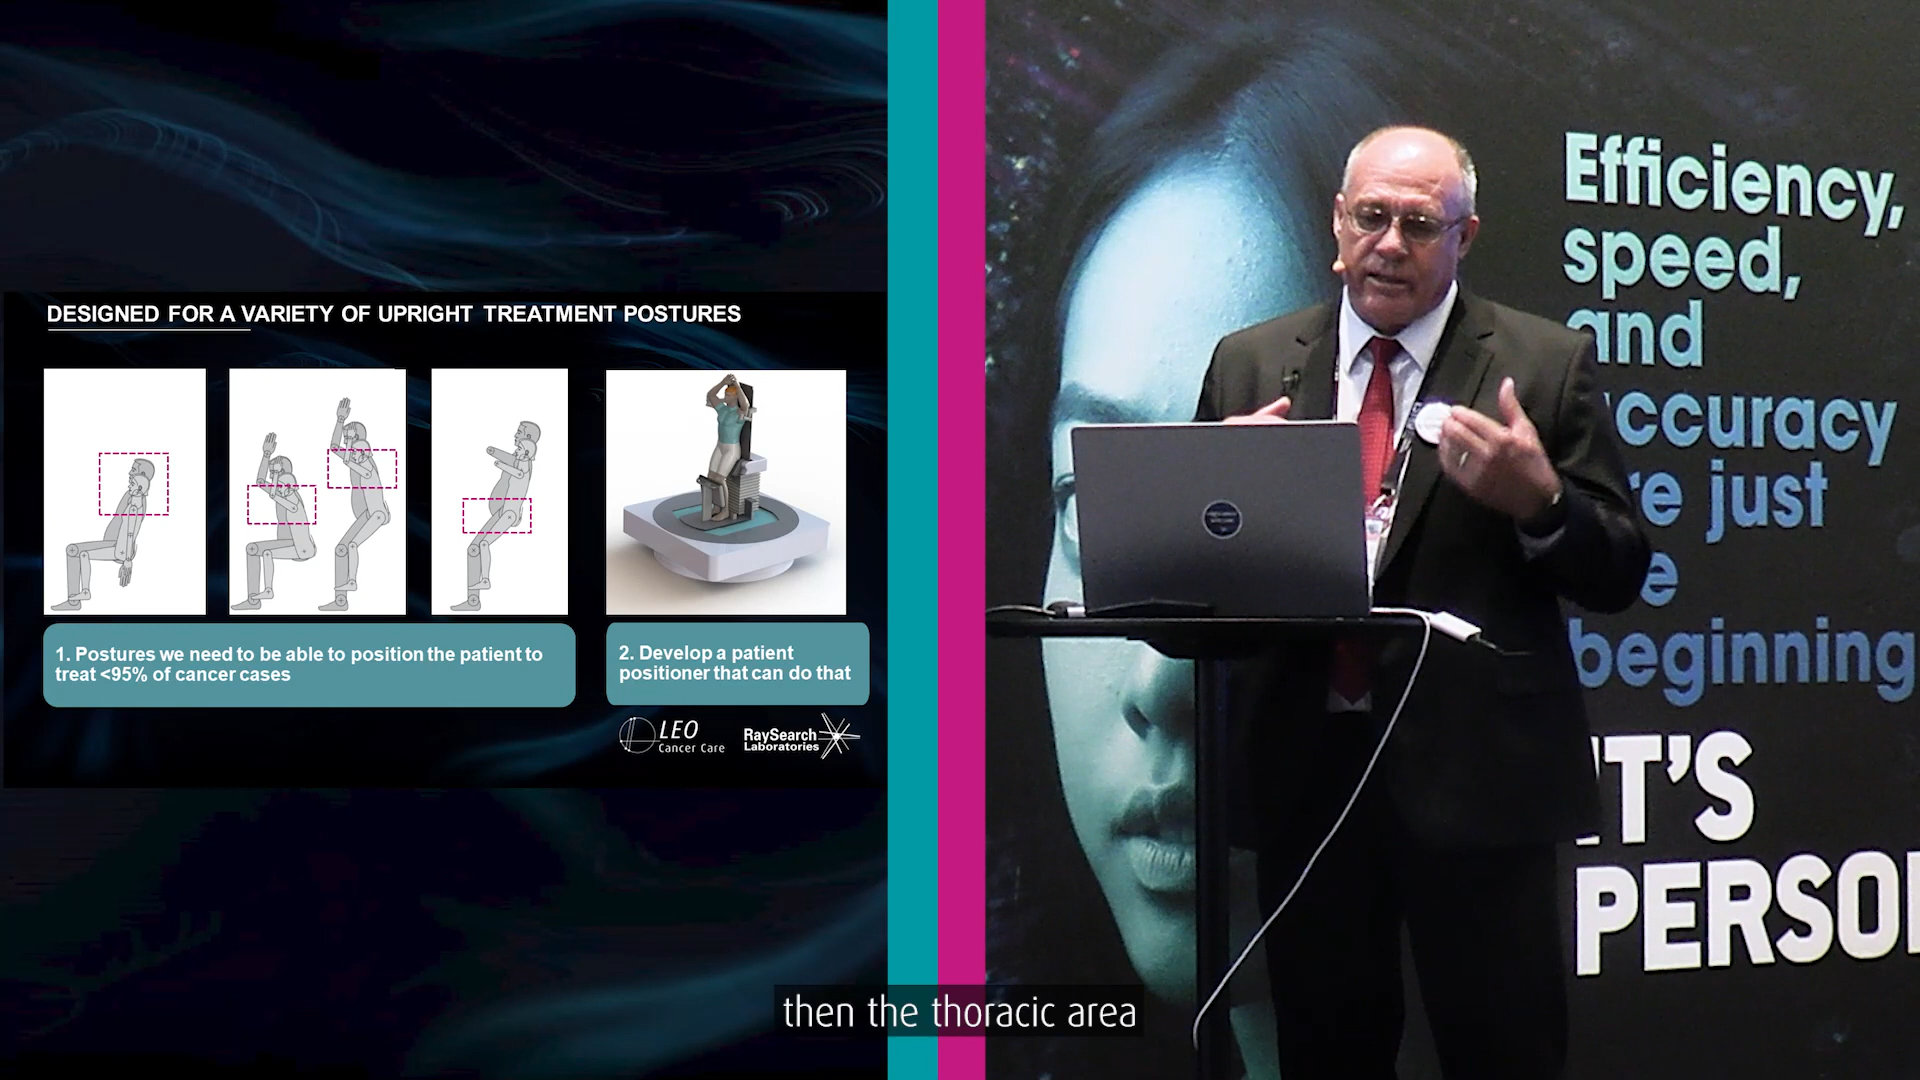 DESIGNED FOR A VARIETY OF UPRIGHT TREATMENT POSTURES
1. Postures we need to be able to position the patient to
treat <95% of cancer cases
2. Develop a patient
positioner that can do that
LEO
Cancer Care
RaySearch
Laboratories
Efficiency,
speed,
and
ccuracy
re just
e
beginning
IT'S
PERSO
then the thoracic area